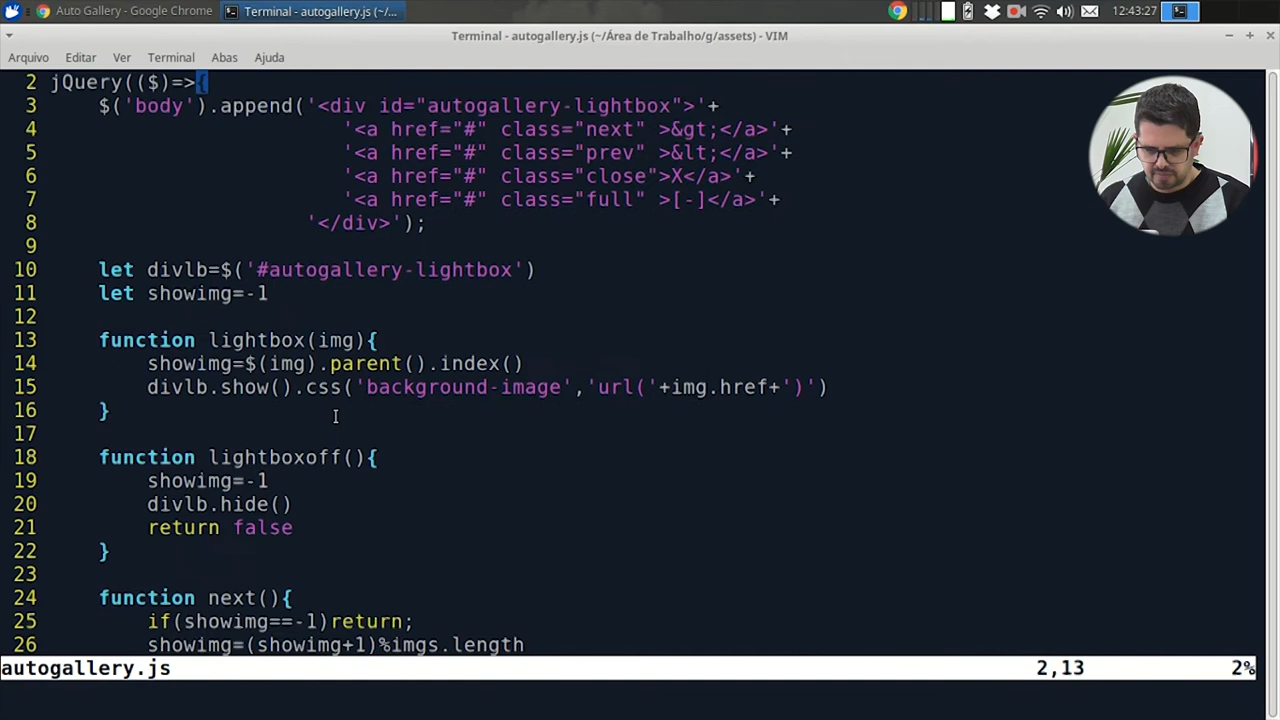 Auto Gallery - Google Chrome
Terminal - autogallery.js (~/...
12:43:27
Terminal - autogallery.js (~/Área de Trabalho/g/assets) - VIM
Arquivo Editar Ver Terminal Abas Ajuda
2 jQuery(($)=>{
3     $('body').append('<div id="autogallery-lightbox">'+
4                         '<a href="#" class="next" >&gt;</a>'+
5                         '<a href="#" class="prev" >&lt;</a>'+
6                         '<a href="#" class="close">X</a>'+
7                         '<a href="#" class="full" >[-]</a>'+
8                      '</div>');
9
10     let divlb=$('#autogallery-lightbox')
11     let showimg=-1
12
13     function lightbox(img){
14         showimg=$(img).parent().index()
15         divlb.show().css('background-image','url('+img.href+')')
16     }
17
18     function lightboxoff(){
19         showimg=-1
20         divlb.hide()
21         return false
22     }
23
24     function next(){
25         if(showimg==-1)return;
26         showimg=(showimg+1)%imgs.length
autogallery.js 2,13 2%